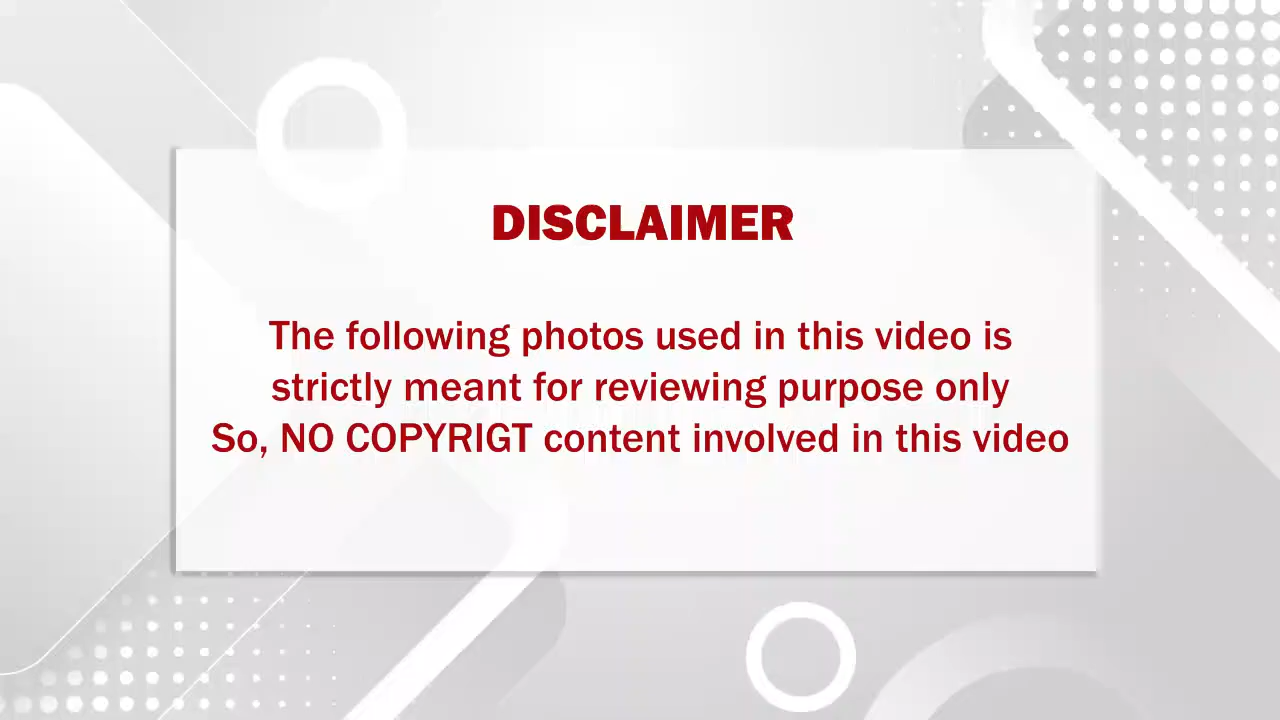 DISCLAIMER
The following photos used in this video is
strictly meant for reviewing purpose only
So, NO COPYRIGT content involved in this video